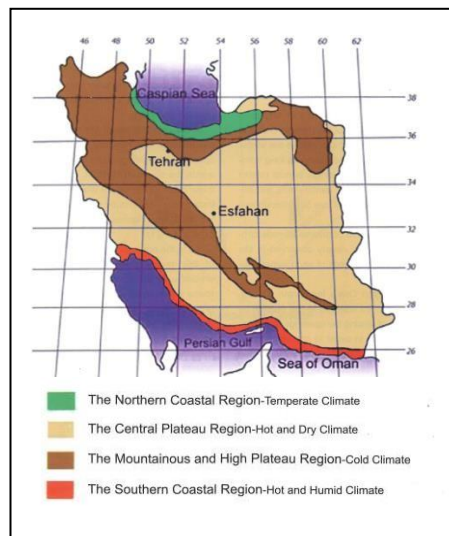 46 48 50 52 54 56 60 62
Caspian Sea
38
36
Tehran
34
Esfahan
32
30
28
Persian Gulf
26
Sea of Oman
The Northern Coastal Region-Temperate Climate
The Central Plateau Region-Hot and Dry Climate
The Mountainous and High Plateau Region-Cold Climate
The Southern Coastal Region-Hot and Humid Climate